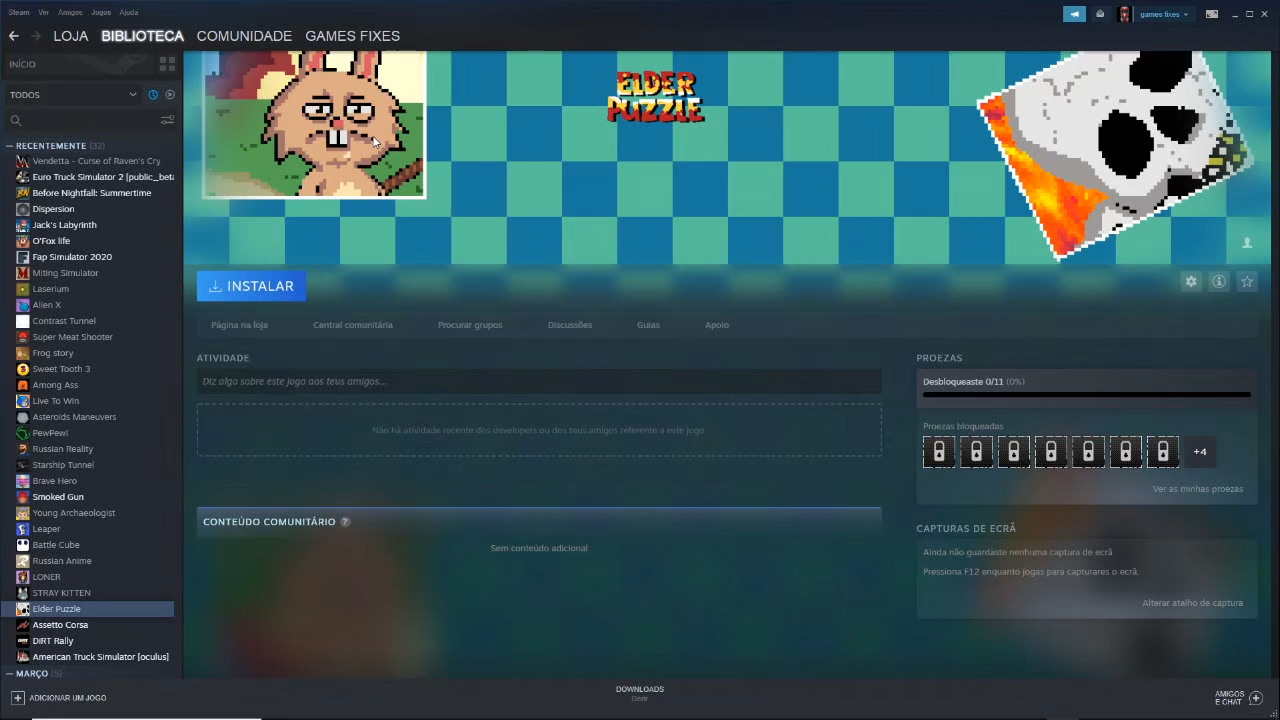 Steam Ver Amigos Jogos Ajuda
games fixes
LOJA BIBLIOTECA COMUNIDADE GAMES FIXES
INÍCIO
TODOS
RECENTEMENTE (32)
Vendetta - Curse of Raven's Cry
Euro Truck Simulator 2 [public_beta
Before Nightfall: Summertime
Dispersion
Jack's Labyrinth
O'Fox life
Fap Simulator 2020
Miting Simulator
Laserium
Alien X
Contrast Tunnel
Super Meat Shooter
Frog story
Sweet Tooth 3
Among Ass
Live To Win
Asteroids Maneuvers
PewPew!
Russian Reality
Starship Tunnel
Brave Hero
Smoked Gun
Young Archaeologist
Leaper
Battle Cube
Russian Anime
LONER
STRAY KITTEN
Elder Puzzle
Assetto Corsa
DiRT Rally
American Truck Simulator [oculus]
MARÇO (5)
ADICIONAR UM JOGO
ELDER
PUZZLE
INSTALAR
Página na loja Central comunitária Procurar grupos Discussões Guias Apoio
ATIVIDADE
Diz algo sobre este jogo aos teus amigos...
Não há atividade recente dos developers ou dos teus amigos referente a este jogo
CONTEÚDO COMUNITÁRIO ?
Sem conteúdo adicional
PROEZAS
Desbloqueaste 0/11 (0%)
Proezas bloqueadas
+4
Ver as minhas proezas
CAPTURAS DE ECRÃ
Ainda não guardaste nenhuma captura de ecrã
Pressiona F12 enquanto jogas para capturares o ecrã.
Alterar atalho de captura
DOWNLOADS
Gerir
AMIGOS
E CHAT